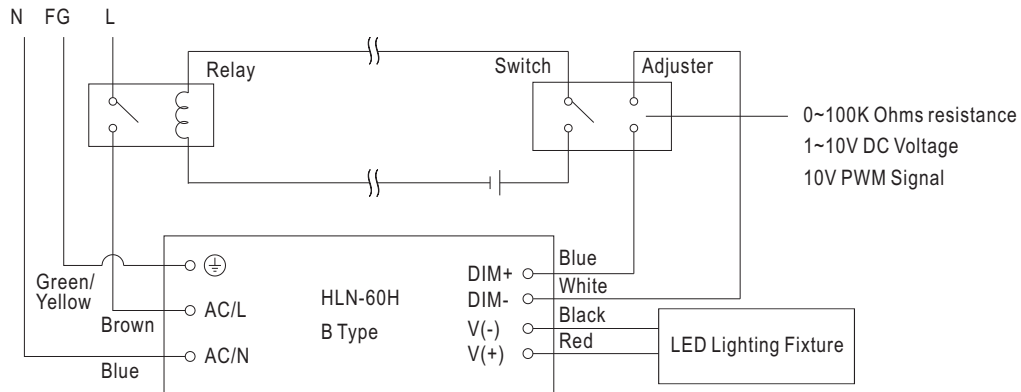 N FG L
Relay
Switch
Adjuster
0~100K Ohms resistance
1~10V DC Voltage
10V PWM Signal
Green/
Yellow
Brown
Blue
AC/L
AC/N
HLN-60H
B Type
DIM+
DIM-
V(-)
V(+)
Blue
White
Black
Red
LED Lighting Fixture